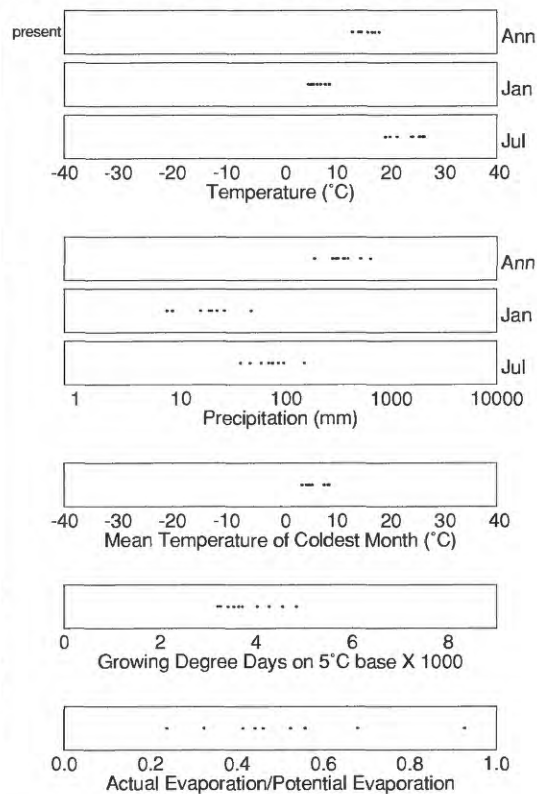 present
Ann
Jan
Jul
-40 -30 -20 -10 0 10 20 30 40
Temperature (˚C)
Ann
Jan
Jul
1 10 100 1000 10000
Precipitation (mm)
-40 -30 -20 -10 0 10 20 30 40
Mean Temperature of Coldest Month (˚C)
0 2 4 6 8
Growing Degree Days on 5˚C base X 1000
0.0 0.2 0.4 0.6 0.8 1.0
Actual Evaporation/Potential Evaporation